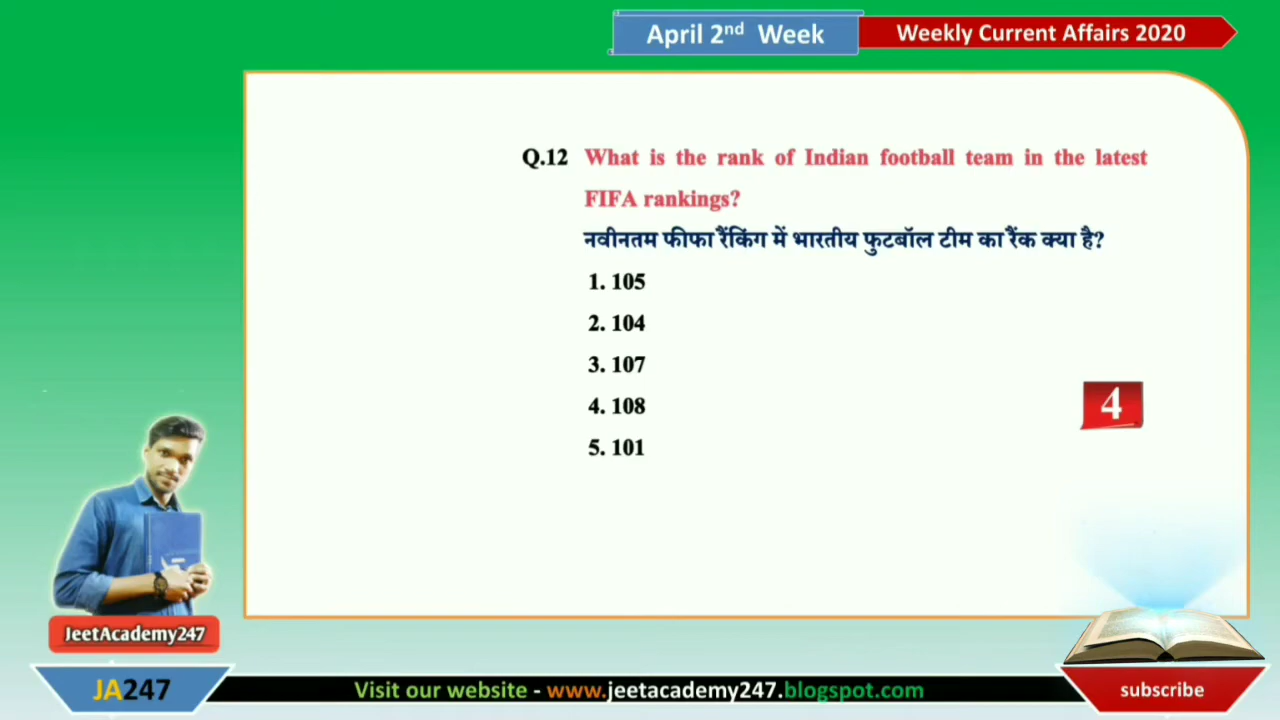 April 2nd Week
Weekly Current Affairs 2020
Q.12 What is the rank of Indian football team in the latest
FIFA rankings?
नवीनतम फीफा रैंकिंग में भारतीय फुटबॉल टीम का रैंक क्या है?
1. 105
2. 104
3. 107
4. 108
5. 101
4
JeetAcademy247
JA247
Visit our website - www.jeetacademy247.blogspot.com
subscribe